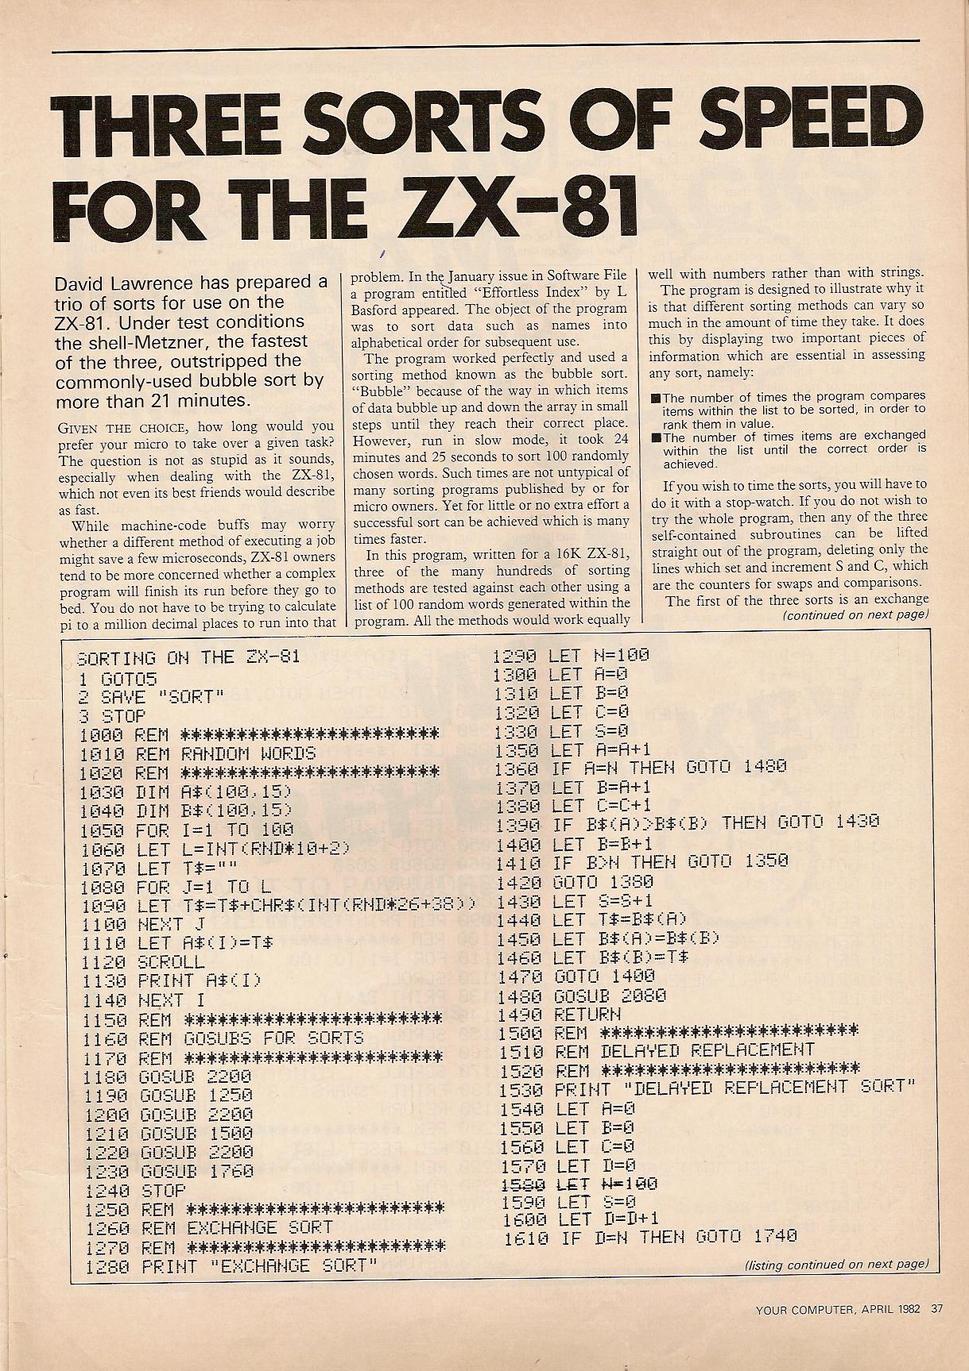 THREE SORTS OF SPEED
FOR THE ZX–81
David Lawrence has prepared a
trio of sorts for use on the
ZX-81. Under test conditions
the shell-Metzner, the fastest
of the three, outstripped the
commonly-used bubble sort by
more than 21 minutes.
GIVEN THE CHOICE, how long would you
prefer your micro to take over a given task?
The question is not as stupid as it sounds,
especially when dealing with the ZX-81,
which not even its best friends would describe
as fast.
While machine-code buffs may worry
whether a different method of executing a job
might save a few microseconds, ZX-81 owners
tend to be more concerned whether a complex
program will finish its run before they go to
bed. You do not have to be trying to calculate
pi to a million decimal places to run into that
problem. In the January issue in Software File
a program entitled “Effortless Index” by L
Basford appeared. The object of the program
was to sort data such as names into
alphabetical order for subsequent use.
The program worked perfectly and used a
sorting method known as the bubble sort.
“Bubble” because of the way in which items
of data bubble up and down the array in small
steps until they reach their correct place.
However, run in slow mode, it took 24
minutes and 25 seconds to sort 100 randomly
chosen words. Such times are not untypical of
many sorting programs published by or for
micro owners. Yet for little or no extra effort a
successful sort can be achieved which is many
times faster.
In this program, written for a 16K ZX-81,
three of the many hundreds of sorting
methods are tested against each other using a
list of 100 random words generated within the
program. All the methods would work equally
well with numbers rather than with strings.
The program is designed to illustrate why it
is that different sorting methods can vary so
much in the amount of time they take. It does
this by displaying two important pieces of
information which are essential in assessing
any sort, namely:
■The number of times the program compares
items within the list to be sorted, in order to
rank them in value.
■The number of times items are exchanged
within the list until the correct order is
achieved.
If you wish to time the sorts, you will have to
do it with a stop-watch. If you do not wish to
try the whole program, then any of the three
self-contained subroutines can be lifted
straight out of the program, deleting only the
lines which set and increment S and C, which
are the counters for swaps and comparisons.
The first of the three sorts is an exchange
(continued on next page)
SORTING ON THE ZX-81
1 GOTO5
2 SAVE "SORT"
3 STOP
1000 REM ***********************
1010 REM RANDOM WORDS
1020 REM ***********************
1030 DIM A$(100,15)
1040 DIM B$(100,15)
1050 FOR I=1 TO 100
1060 LET L=INT(RND*10+2)
1070 LET T$=""
1080 FOR J=1 TO L
1090 LET T$=T$+CHR$(INT(RND*26+38))
1100 NEXT J
1110 LET A$(I)=T$
1120 SCROLL
1130 PRINT A$(I)
1140 NEXT I
1150 REM ***********************
1160 REM GOSUBS FOR SORTS
1170 REM ***********************
1180 GOSUB 2200
1190 GOSUB 1250
1200 GOSUB 2200
1210 GOSUB 1500
1220 GOSUB 2200
1230 GOSUB 1760
1240 STOP
1250 REM ***********************
1260 REM EXCHANGE SORT
1270 REM ***********************
1280 PRINT "EXCHANGE SORT"
1290 LET N=100
1300 LET A=0
1310 LET B=0
1320 LET C=0
1330 LET S=0
1350 LET A=A+1
1360 IF A=N THEN GOTO 1480
1370 LET B=A+1
1380 LET C=C+1
1390 IF B$(A)>B$(B) THEN GOTO 1430
1400 LET B=B+1
1410 IF B>N THEN GOTO 1350
1420 GOTO 1380
1430 LET S=S+1
1440 LET T$=B$(A)
1450 LET B$(A)=B$(B)
1460 LET B$(B)=T$
1470 GOTO 1400
1480 GOSUB 2080
1490 RETURN
1500 REM ***********************
1510 REM DELAYED REPLACEMENT
1520 REM ***********************
1530 PRINT "DELAYED REPLACEMENT SORT"
1540 LET A=0
1550 LET B=0
1560 LET C=0
1570 LET D=0
1580 LET N=100
1590 LET S=0
1600 LET D=D+1
1610 IF D=N THEN GOTO 1740
(listing continued on next page)
YOUR COMPUTER, APRIL 1982 37